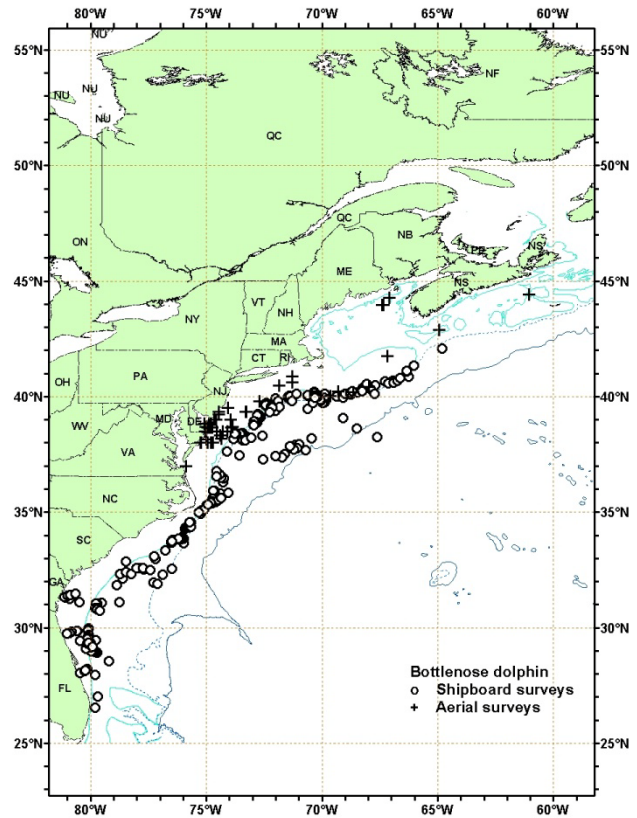 80°W 75°W 70°W 65°W 60°W
NU
55°N 55°N
NF
NU NU
NU
QC
50°N 50°N
QC
ON NB PE NS
ME
45°N NS 45°N
VT
NH
NY
MA
CT RI
OH PA
40°N NJ 40°N
MD DE
WV
VA
NC
35°N 35°N
SC
GA
30°N 30°N
FL
Bottlenose dolphin
Shipboard surveys
Aerial surveys
25°N 25°N
80°W 75°W 70°W 65°W 60°W